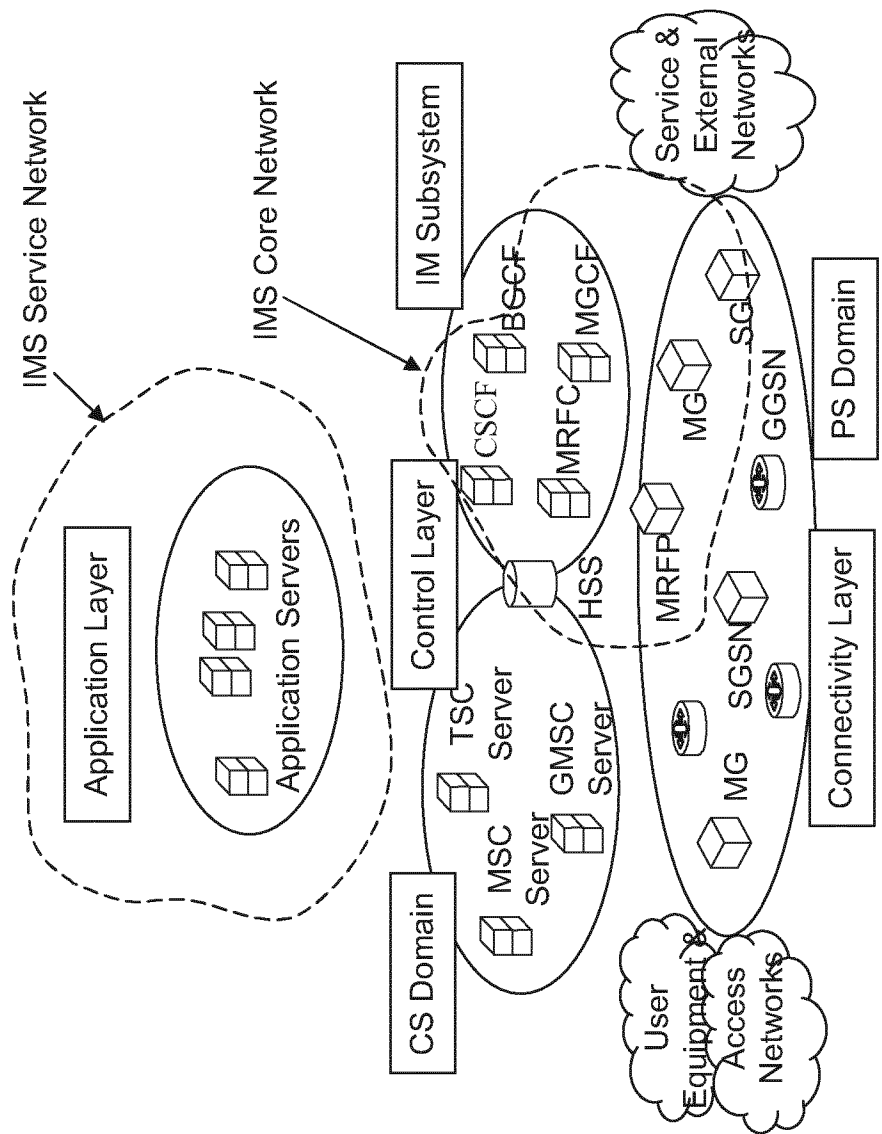 IMS Service Network
Application Layer
Application Servers
IMS Core Network
CS Domain
Control Layer
IM Subsystem
TSC
Server
MSC
Server
GMSC
Server
HSS
CSCF
BGCF
MRFC
MGCF
User
Equipment &
Access
Networks
MG
SGSN
MRFP
MG
SG
GGSN
Service &
External
Networks
Connectivity Layer
PS Domain